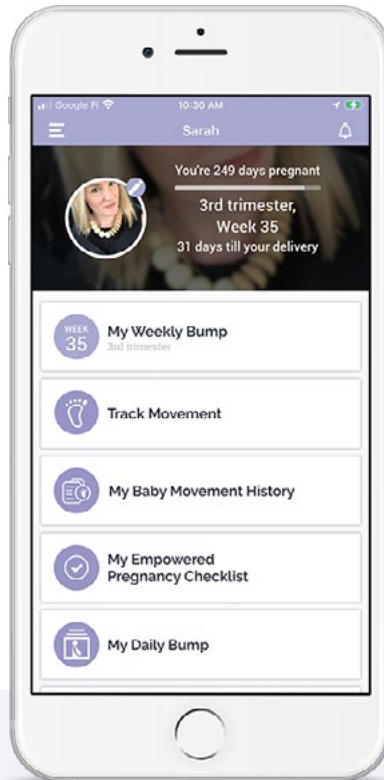 Google Fi 10:30 AM
Sarah
You're 249 days pregnant
3rd trimester,
Week 35
31 days till your delivery
WEEK
35
My Weekly Bump
3rd trimester
Track Movement
My Baby Movement History
My Empowered
Pregnancy Checklist
My Daily Bump